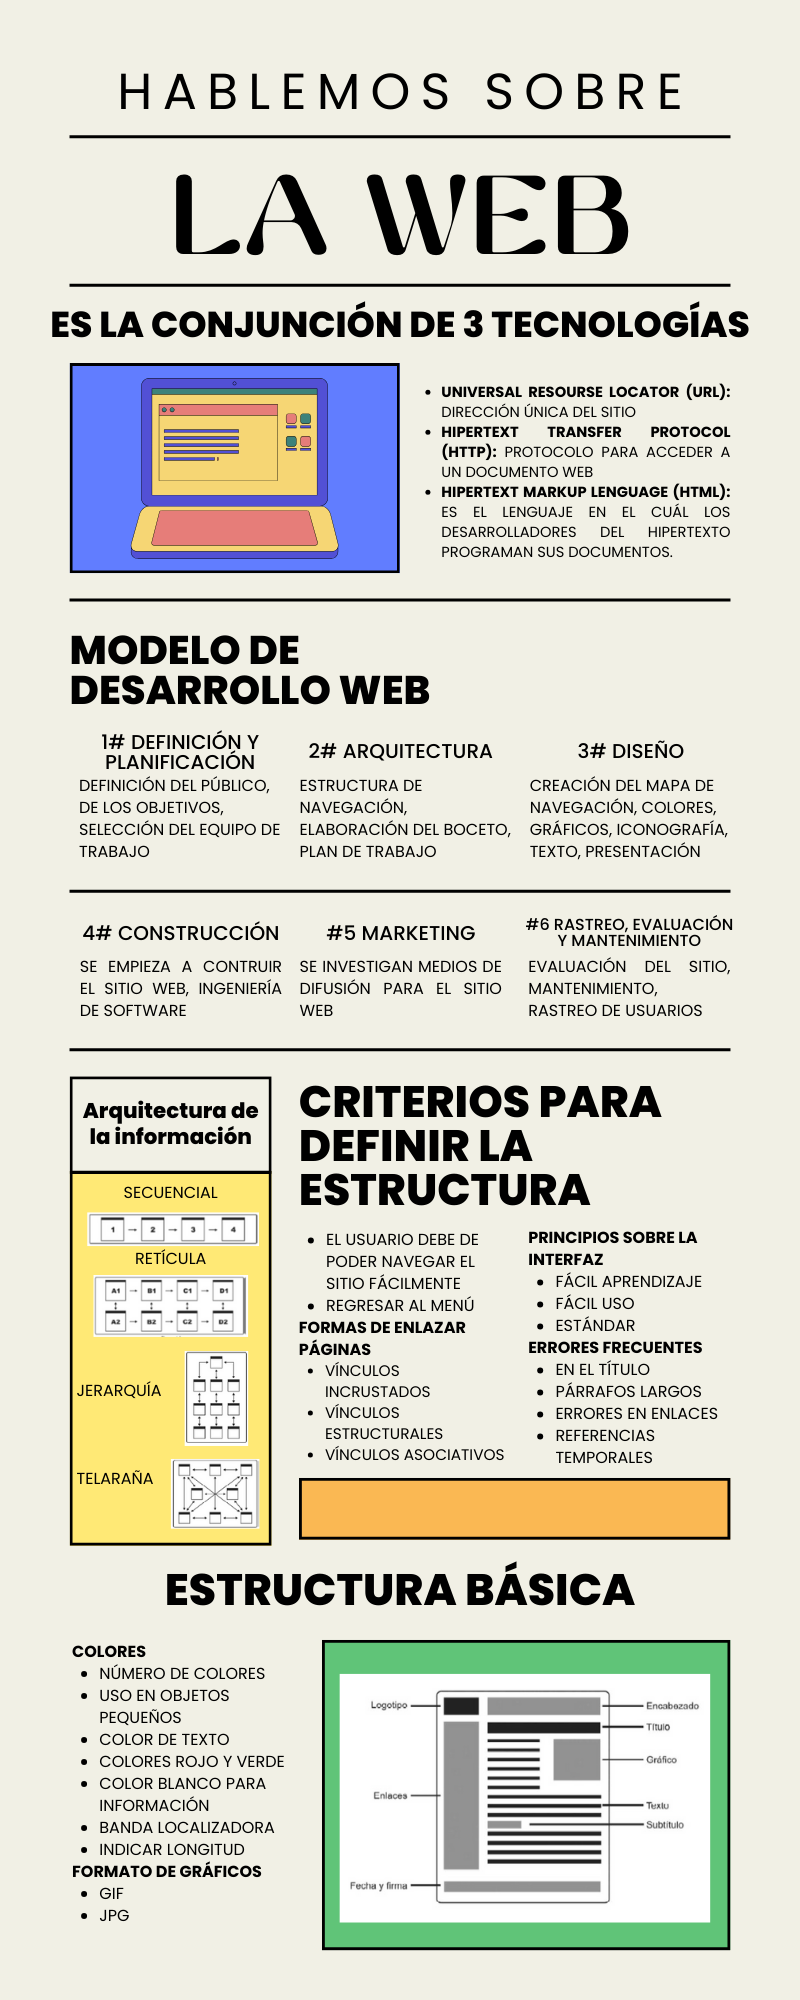 HABLEMOS SOBRE
LA WEB
ES LA CONJUNCIÓN DE 3 TECNOLOGÍAS
• UNIVERSAL RESOURSE LOCATOR (URL):
DIRECCIÓN ÚNICA DEL SITIO
• HIPERTEXT TRANSFER PROTOCOL
(HTTP): PROTOCOLO PARA ACCEDER A
UN DOCUMENTO WEB
• HIPERTEXT MARKUP LENGUAGE (HTML):
ES EL LENGUAJE EN EL CUÁL LOS
DESARROLLADORES DEL HIPERTEXTO
PROGRAMAN SUS DOCUMENTOS.
MODELO DE
DESARROLLO WEB
1# DEFINICIÓN Y
PLANIFICACIÓN
DEFINICIÓN DEL PÚBLICO,
DE LOS OBJETIVOS,
SELECCIÓN DEL EQUIPO DE
TRABAJO
2# ARQUITECTURA
ESTRUCTURA DE
NAVEGACIÓN,
ELABORACIÓN DEL BOCETO,
PLAN DE TRABAJO
3# DISEÑO
CREACIÓN DEL MAPA DE
NAVEGACIÓN, COLORES,
GRÁFICOS, ICONOGRAFÍA,
TEXTO, PRESENTACIÓN
4# CONSTRUCCIÓN
SE EMPIEZA A CONTRUIR
EL SITIO WEB, INGENIERÍA
DE SOFTWARE
#5 MARKETING
SE INVESTIGAN MEDIOS DE
DIFUSIÓN PARA EL SITIO
WEB
#6 RASTREO, EVALUACIÓN
Y MANTENIMIENTO
EVALUACIÓN DEL SITIO,
MANTENIMIENTO,
RASTREO DE USUARIOS
Arquitectura de
la información
SECUENCIAL
1 2 3 4
RETÍCULA
A1 B1 C1 D1
A2 B2 C2 D2
JERARQUÍA
TELARAÑA
CRITERIOS PARA
DEFINIR LA
ESTRUCTURA
• EL USUARIO DEBE DE
PODER NAVEGAR EL
SITIO FÁCILMENTE
• REGRESAR AL MENÚ
FORMAS DE ENLAZAR
PÁGINAS
• VÍNCULOS
INCRUSTADOS
• VÍNCULOS
ESTRUCTURALES
• VÍNCULOS ASOCIATIVOS
PRINCIPIOS SOBRE LA
INTERFAZ
• FÁCIL APRENDIZAJE
• FÁCIL USO
• ESTÁNDAR
ERRORES FRECUENTES
• EN EL TÍTULO
• PÁRRAFOS LARGOS
• ERRORES EN ENLACES
• REFERENCIAS
TEMPORALES
ESTRUCTURA BÁSICA
COLORES
• NÚMERO DE COLORES
• USO EN OBJETOS
PEQUEÑOS
• COLOR DE TEXTO
• COLORES ROJO Y VERDE
• COLOR BLANCO PARA
INFORMACIÓN
• BANDA LOCALIZADORA
• INDICAR LONGITUD
FORMATO DE GRÁFICOS
• GIF
• JPG
Logotipo
Encabezado
Título
Gráfico
Enlaces
Texto
Subtítulo
Fecha y firma